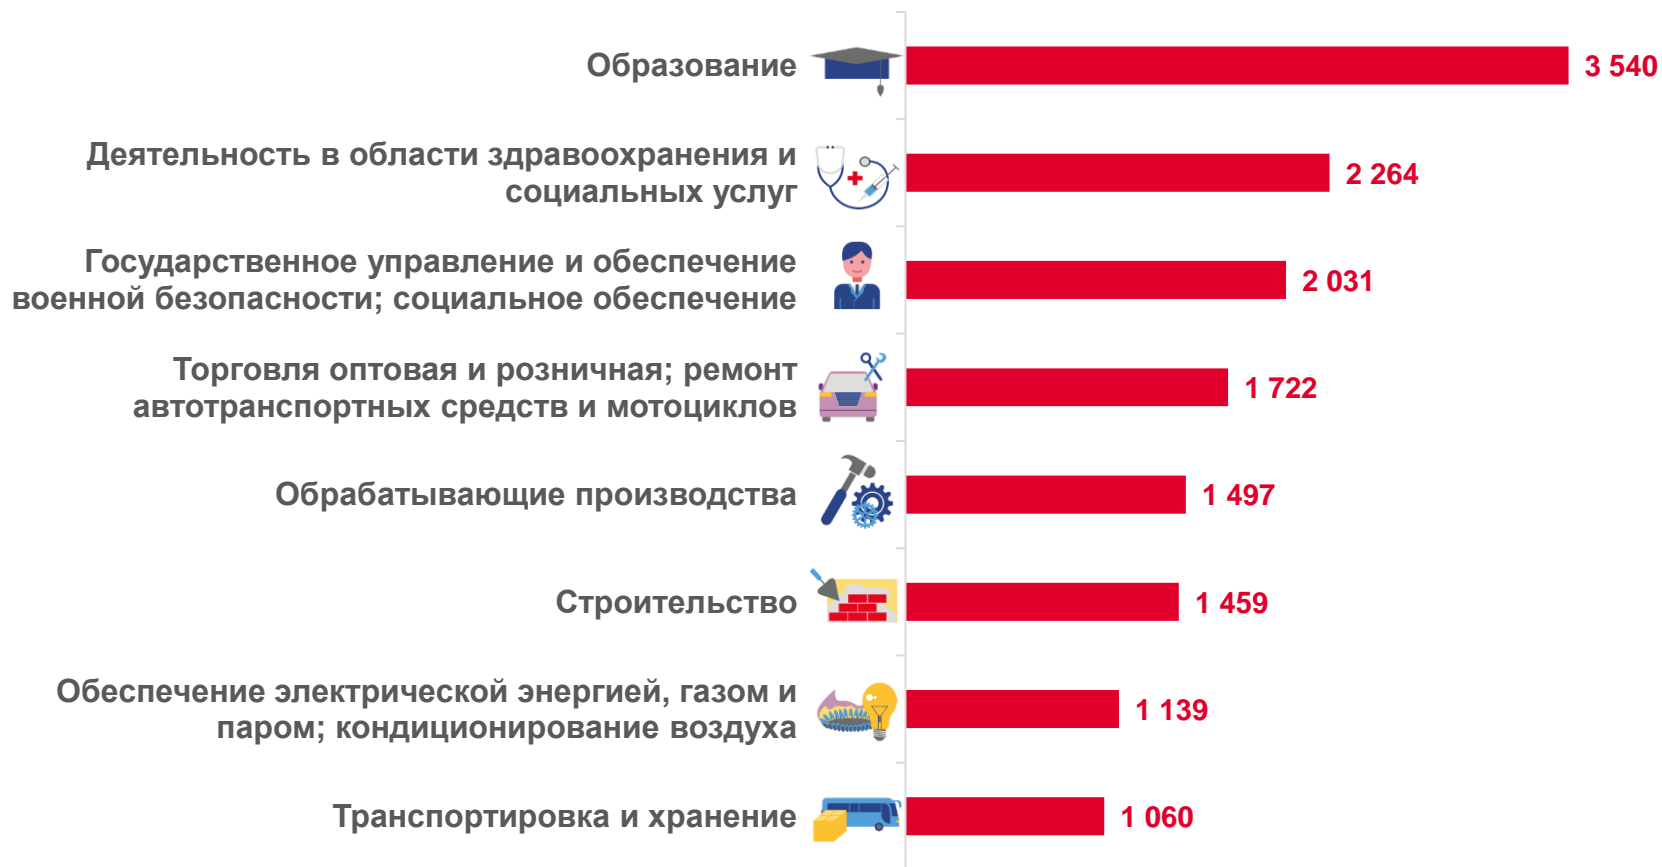 Образование
3 540
Деятельность в области здравоохранения и
социальных услуг
2 264
Государственное управление и обеспечение
военной безопасности; социальное обеспечение
2 031
Торговля оптовая и розничная; ремонт
автотранспортных средств и мотоциклов
1 722
Обрабатывающие производства
1 497
Строительство
1 459
Обеспечение электрической энергией, газом и
паром; кондиционирование воздуха
1 139
Транспортировка и хранение
1 060